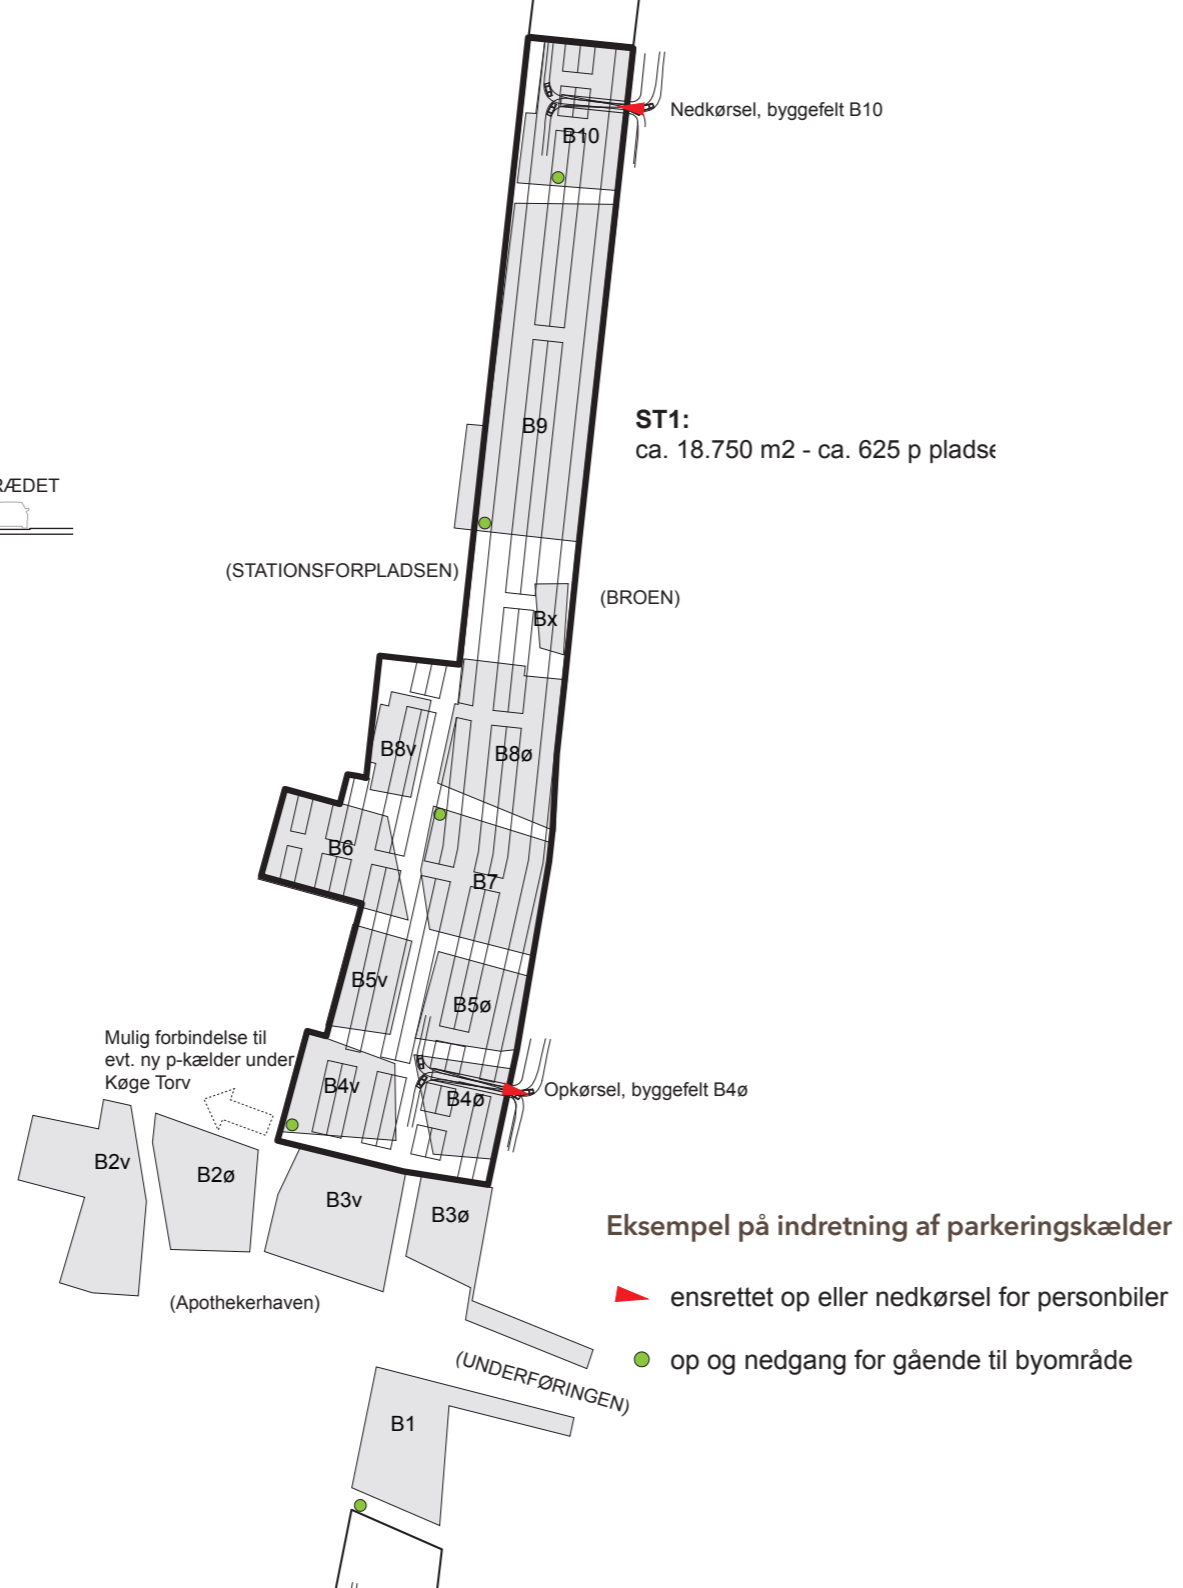 Nedkørsel, byggefelt B10
B10
ST1:
ca. 18.750 m2 - ca. 625 p pladse
B9
RÆDET
(STATIONSFORPLADSEN)
(BROEN)
Bx
B8v
B8ø
B6
B7
B5v
B5ø
Mulig forbindelse til
evt. ny p-kælder under
Køge Torv
B4v
B4ø
Opkørsel, byggefelt B4ø
B2v
B2ø
B3v
B3ø
Eksempel på indretning af parkeringskælder
ensrettet op eller nedkørsel for personbiler
(Apothekerhaven)
op og nedgang for gående til byområde
(UNDERFØRINGEN)
B1